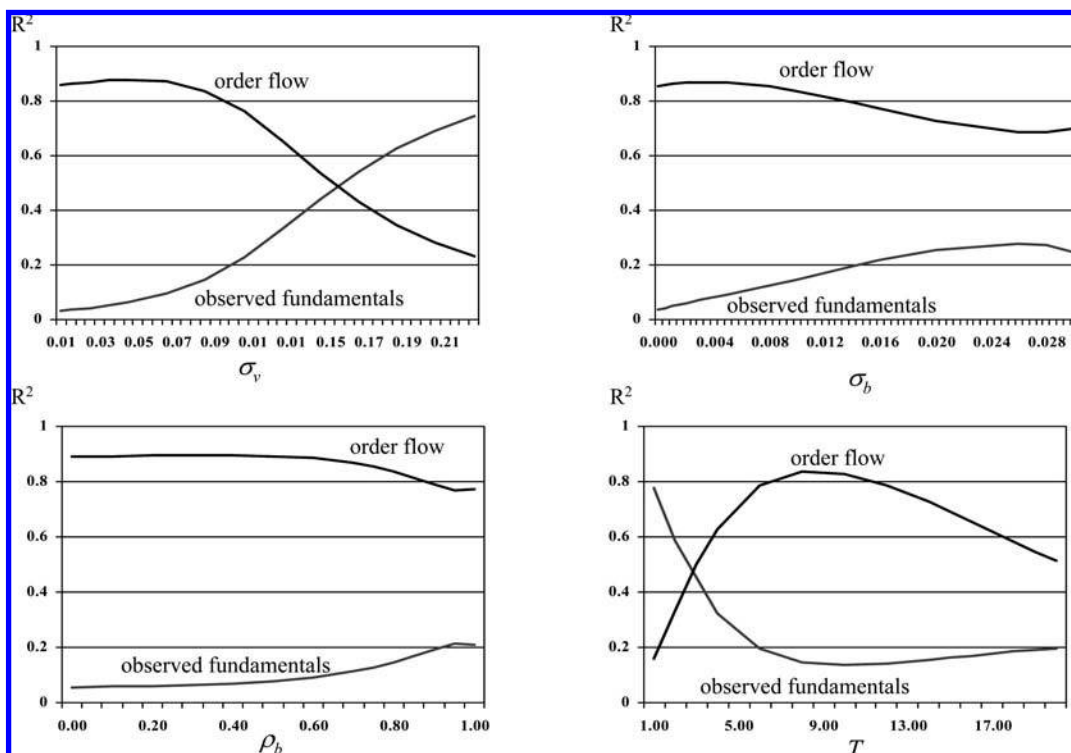 R²
1
order flow
0.8
0.6
0.4
0.2
observed fundamentals
0
0.01 0.03 0.05 0.07 0.09 0.01 0.01 0.15 0.17 0.19 0.21
σᵥ
R²
1
order flow
0.8
0.6
0.4
0.2
observed fundamentals
0
0.000 0.004 0.008 0.012 0.016 0.020 0.024 0.028
σ_b
R²
1
order flow
0.8
0.6
0.4
0.2
observed fundamentals
0
0.00 0.20 0.40 0.60 0.80 1.00
ρ_b
R²
1
order flow
0.8
0.6
0.4
0.2
observed fundamentals
0
1.00 5.00 9.00 13.00 17.00
T